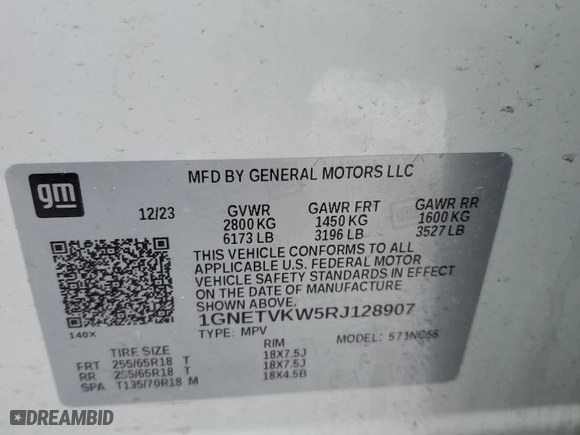 gm
MFD BY GENERAL MOTORS LLC
12/23 GVWR GAWR FRT GAWR RR
2800 KG 1450 KG 1600 KG
6173 LB 3196 LB 3527 LB
THIS VEHICLE CONFORMS TO ALL
APPLICABLE U.S. FEDERAL MOTOR
VEHICLE SAFETY STANDARDS IN EFFECT
ON THE DATE OF MANUFACTURE
SHOWN ABOVE.
1GNETVKW5RJ128907
140X TYPE: MPV MODEL: 571NC56
TIRE SIZE RIM
FRT 255/65R18 T 18X7.5J
RR 255/65R18 T 18X7.5J
SPA T135/70R18 M 18X4.5B
DREAMBID